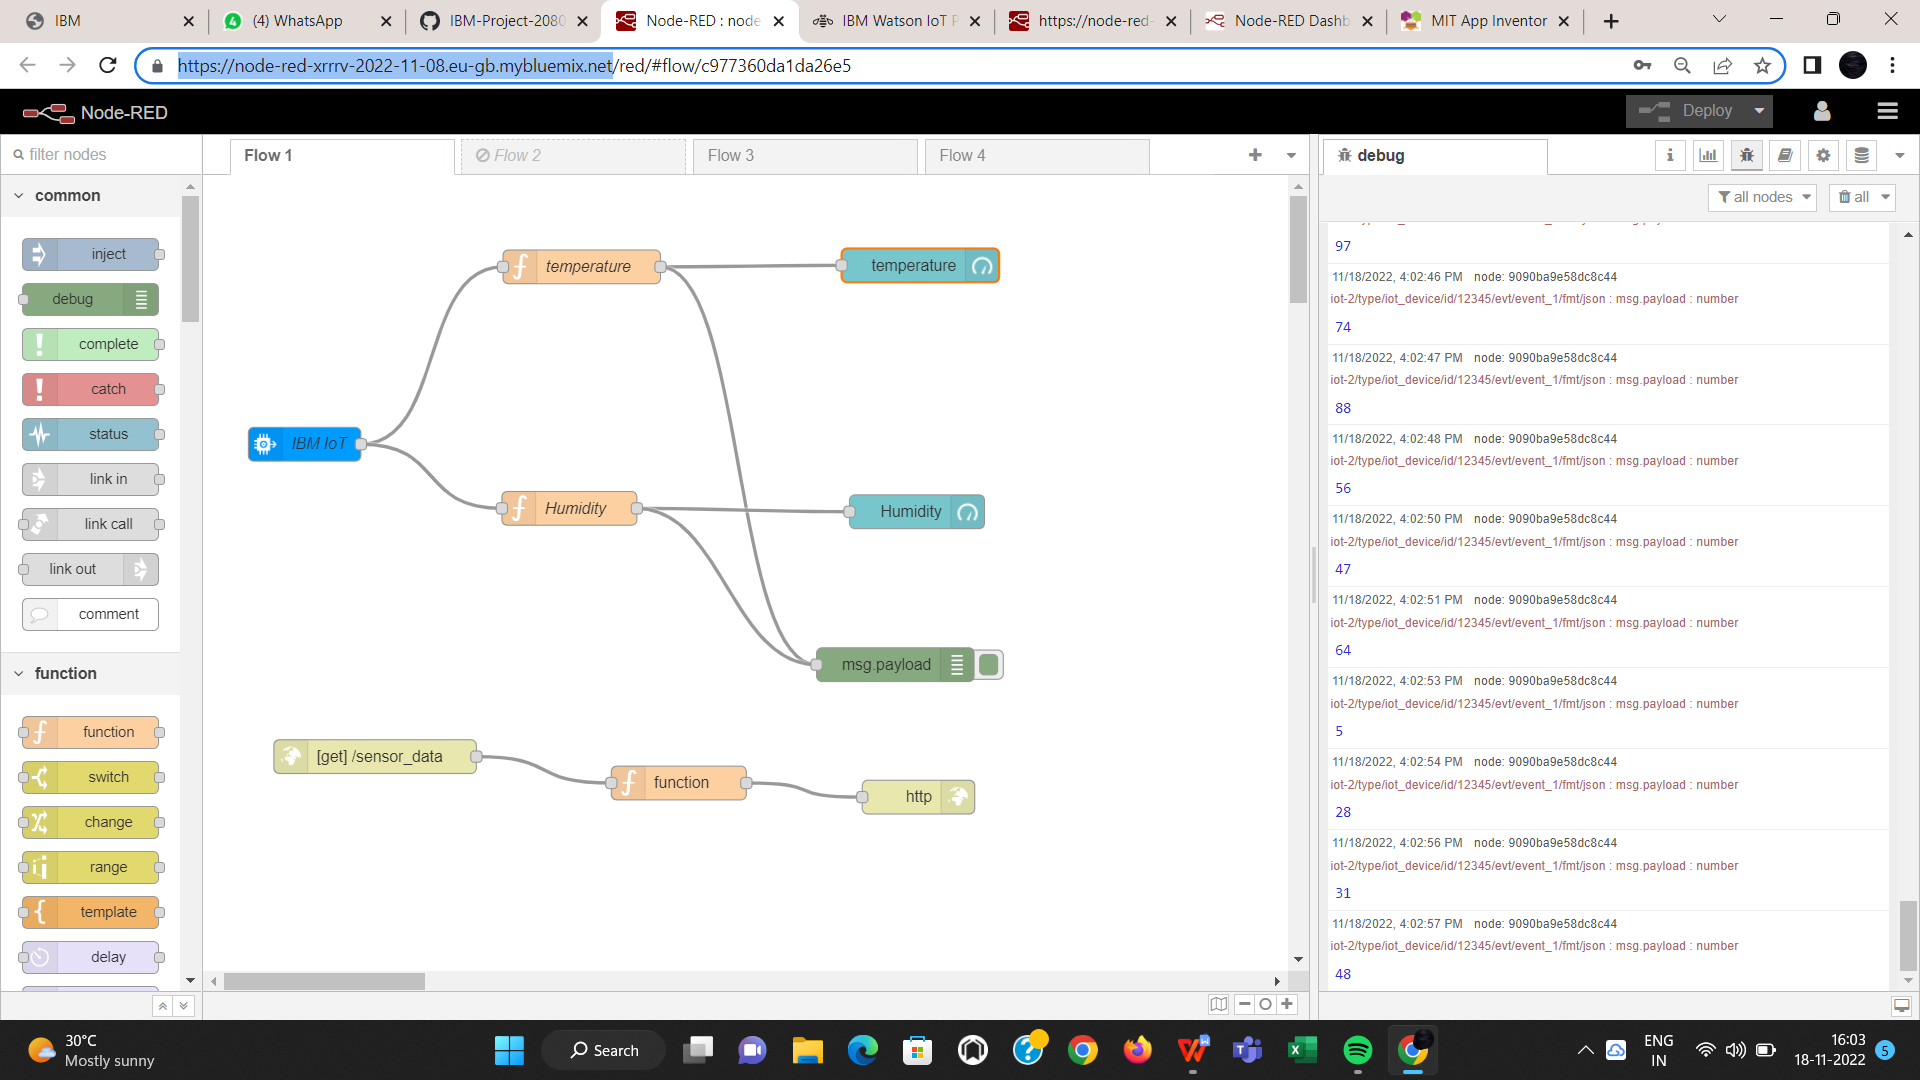 IBM
(4) WhatsApp
IBM-Project-2080
Node-RED : node
IBM Watson IoT P
https://node-red-
Node-RED Dashb
MIT App Inventor
https://node-red-xrrrv-2022-11-08.eu-gb.mybluemix.net/red/#flow/c977360da1da26e5
Node-RED
Deploy
filter nodes
Flow 1
Flow 2
Flow 3
Flow 4
debug
all nodes
all
common
inject
debug
complete
catch
status
link in
link call
link out
comment
function
function
switch
change
range
template
delay
temperature
temperature
IBM IoT
Humidity
Humidity
msg.payload
[get] /sensor_data
function
http
97
11/18/2022, 4:02:46 PM node: 9090ba9e58dc8c44
iot-2/type/iot_device/id/12345/evt/event_1/fmt/json : msg.payload : number
74
11/18/2022, 4:02:47 PM node: 9090ba9e58dc8c44
iot-2/type/iot_device/id/12345/evt/event_1/fmt/json : msg.payload : number
88
11/18/2022, 4:02:48 PM node: 9090ba9e58dc8c44
iot-2/type/iot_device/id/12345/evt/event_1/fmt/json : msg.payload : number
56
11/18/2022, 4:02:50 PM node: 9090ba9e58dc8c44
iot-2/type/iot_device/id/12345/evt/event_1/fmt/json : msg.payload : number
47
11/18/2022, 4:02:51 PM node: 9090ba9e58dc8c44
iot-2/type/iot_device/id/12345/evt/event_1/fmt/json : msg.payload : number
64
11/18/2022, 4:02:53 PM node: 9090ba9e58dc8c44
iot-2/type/iot_device/id/12345/evt/event_1/fmt/json : msg.payload : number
5
11/18/2022, 4:02:54 PM node: 9090ba9e58dc8c44
iot-2/type/iot_device/id/12345/evt/event_1/fmt/json : msg.payload : number
28
11/18/2022, 4:02:56 PM node: 9090ba9e58dc8c44
iot-2/type/iot_device/id/12345/evt/event_1/fmt/json : msg.payload : number
31
11/18/2022, 4:02:57 PM node: 9090ba9e58dc8c44
iot-2/type/iot_device/id/12345/evt/event_1/fmt/json : msg.payload : number
48
30°C
Mostly sunny
Search
ENG
IN
16:03
18-11-2022
5